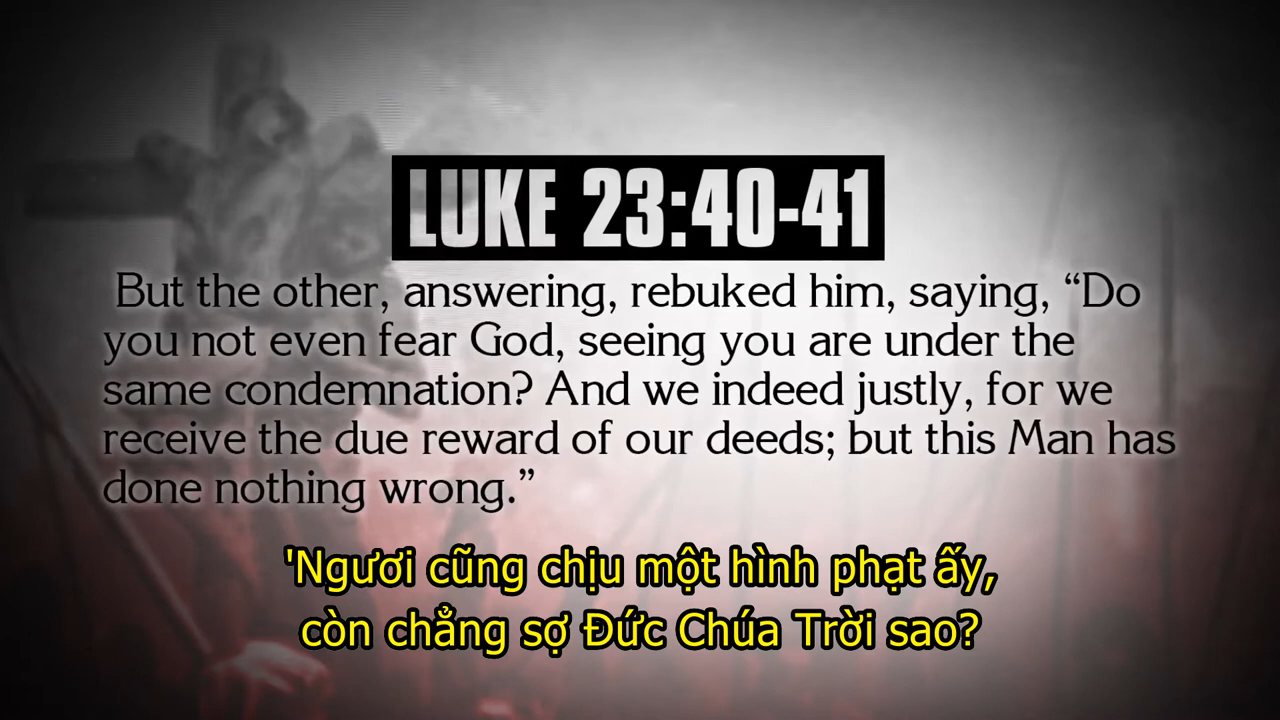 LUKE 23:40-41
But the other, answering, rebuked him, saying, “Do
you not even fear God, seeing you are under the
same condemnation? And we indeed justly, for we
receive the due reward of our deeds; but this Man has
done nothing wrong.”
'Ngươi cũng chịu một hình phạt ấy,
còn chẳng sợ Đức Chúa Trời sao?